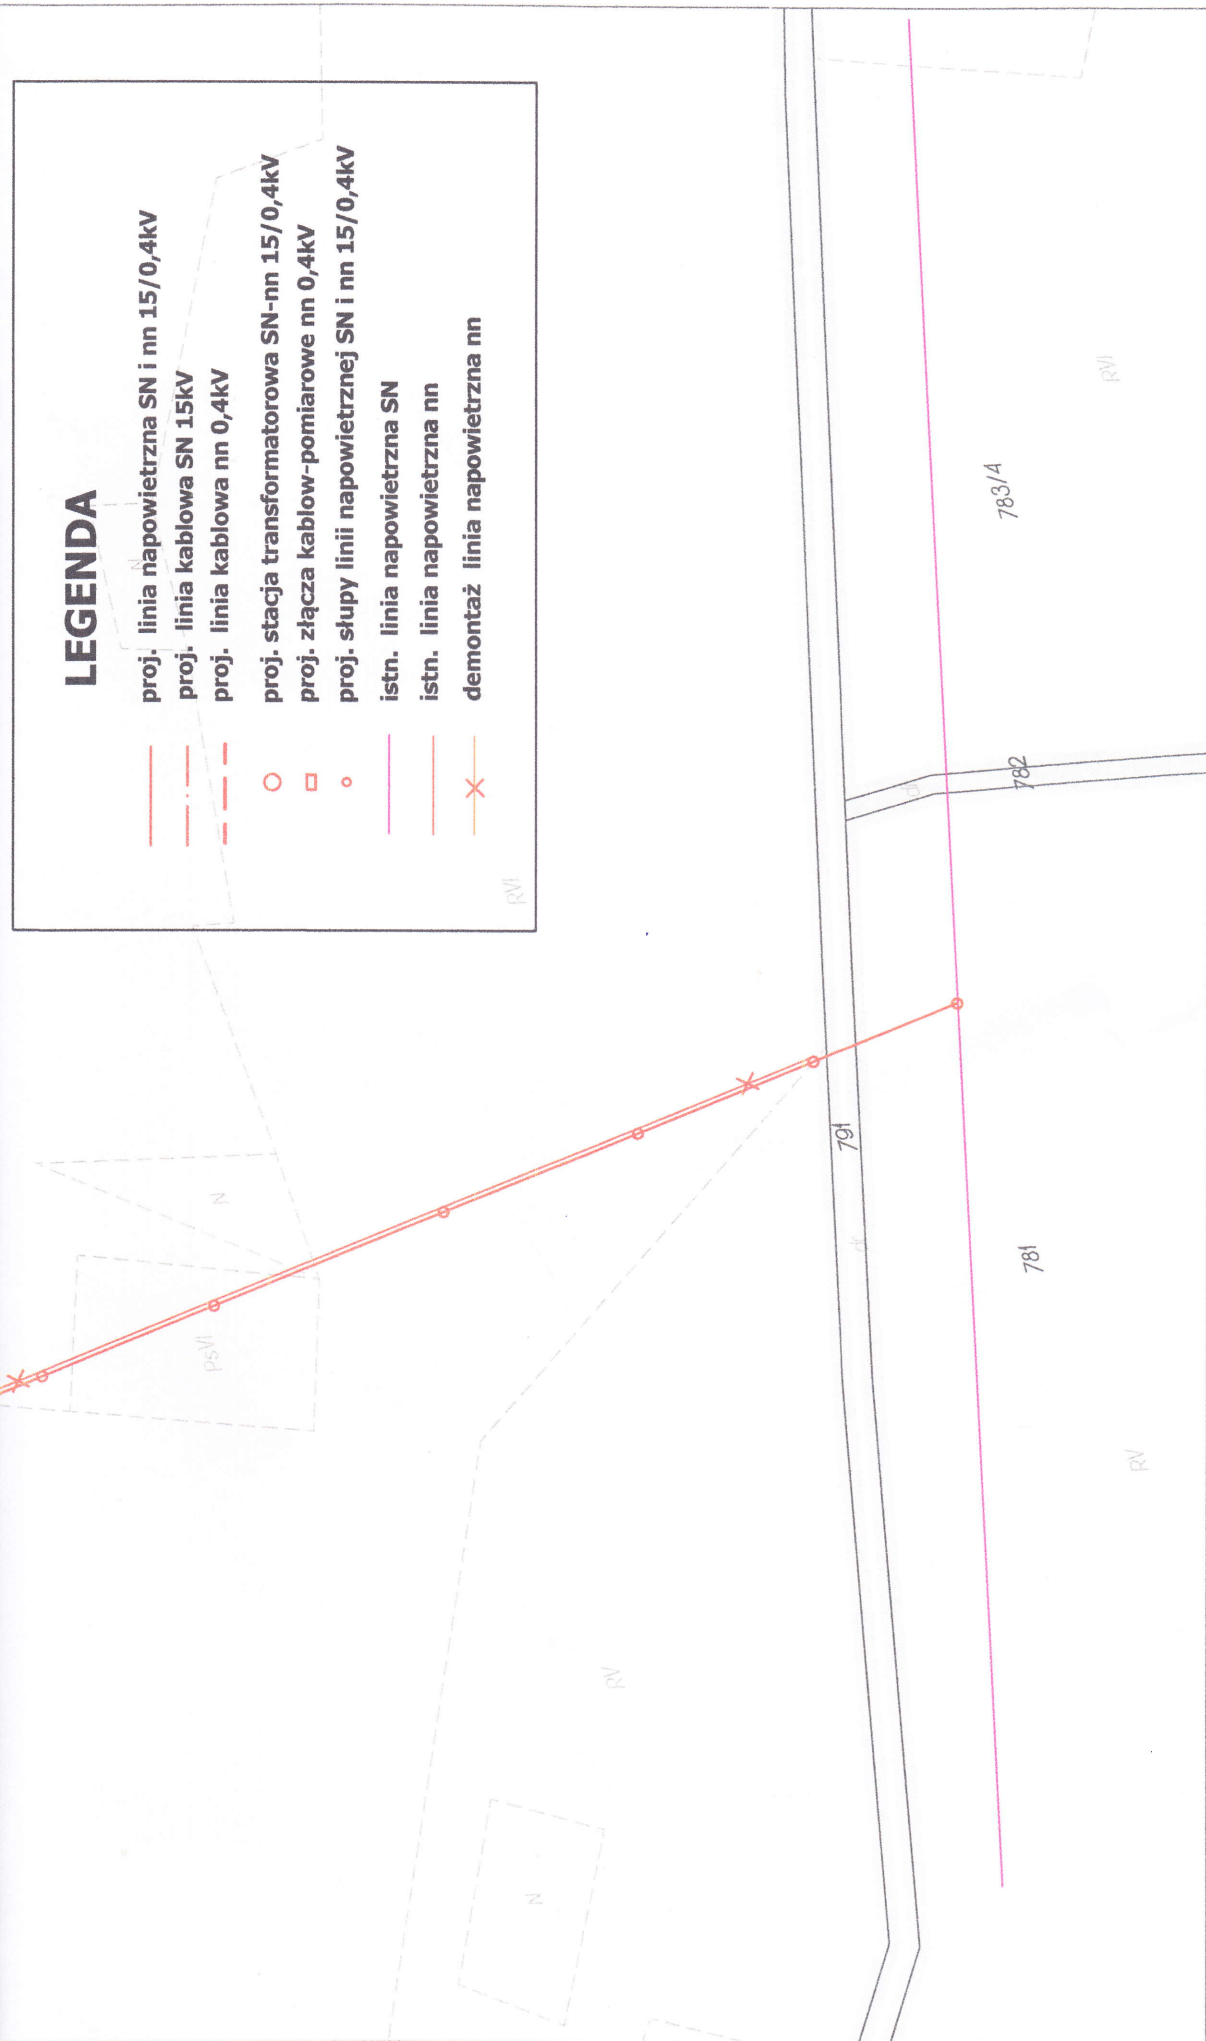 LEGENDA
proj. linia napowietrzna SN i nn 15/0,4kV
proj. linia kablowa SN 15kV
proj. linia kablowa nn 0,4kV
proj. stacja transformatorowa SN-nn 15/0,4kV
proj. złącza kablow-pomiarowe nn 0,4kV
proj. słupy linii napowietrznej SN i nn 15/0,4kV
istn. linia napowietrzna SN
istn. linia napowietrzna nn
demontaż linia napowietrzna nn
N
RVI
N
PsVI
791
dr
dr
782
783/4
RVI
781
RV
RV
N